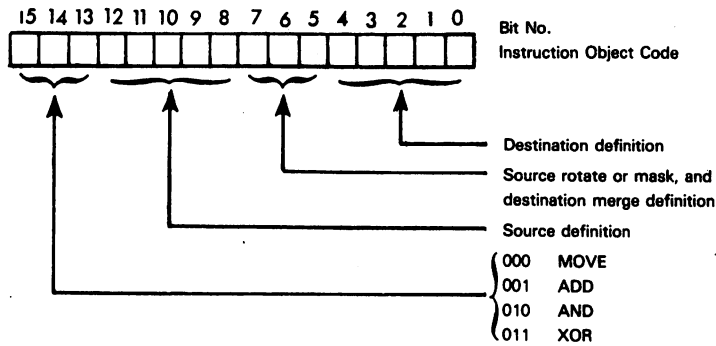 15 14 13 12 11 10 9 8 7 6 5 4 3 2 1 0 Bit No.
Instruction Object Code
Destination definition
Source rotate or mask, and
destination merge definition
Source definition
000 MOVE
001 ADD
010 AND
011 XOR